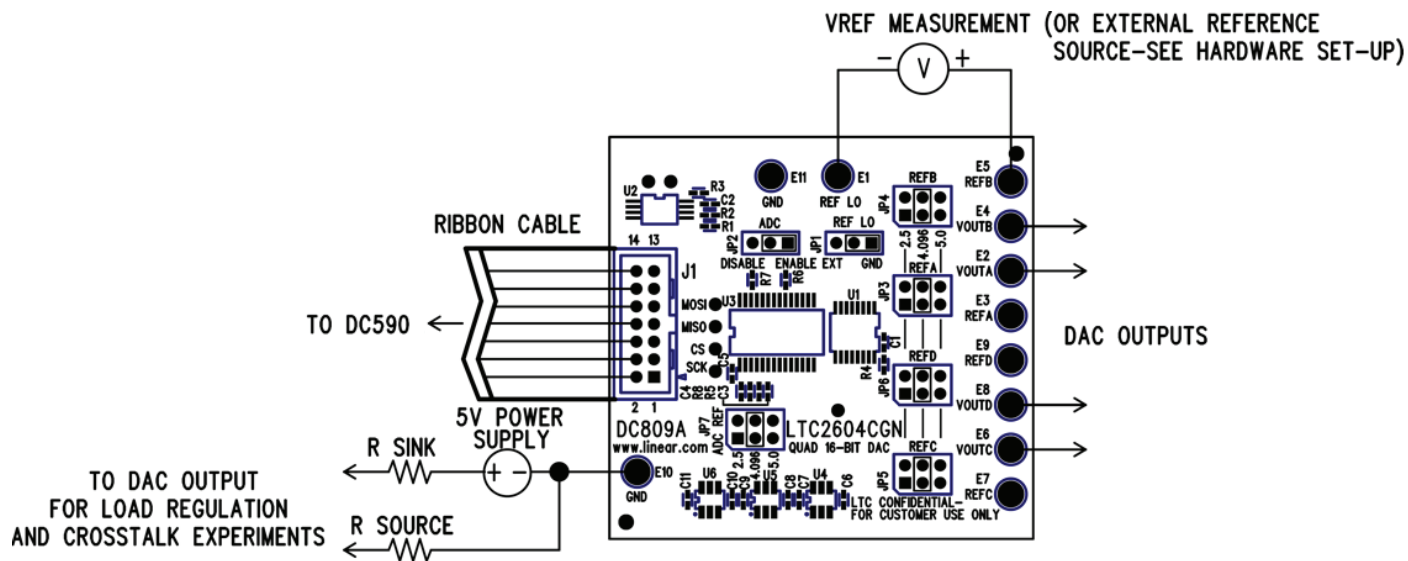 VREF MEASUREMENT (OR EXTERNAL REFERENCE
SOURCE-SEE HARDWARE SET-UP)
- V +
E5
REFB
E4
VOUTB
E2
VOUTA
E3
REFA
E9
REFD
E8
VOUTD
E6
VOUTC
E7
REFC
DAC OUTPUTS
E11
GND
E1
REF LO
U2
R3
C2
R2
R1
ADC
JP2
DISABLE ENABLE
REF LO
JP1
EXT GND
REFB
JP4
2.5
4.096
5.0
REFA
JP3
REFD
JP6
REFC
JP5
RIBBON CABLE
14 13
J1
2 1
TO DC590
MOSI
MISO
CS
SCK
R7
R6
U3
U1
C1
R4
C5
C4
R8
R5
C3
JP7
ADC REF
2.5
4.096
5.0
DC809A
www.linear.com
LTC2604CGN
QUAD 16-BIT DAC
C11
U6
C10
C9
U5
C8
C7
U4
C6
LTC CONFIDENTIAL-
FOR CUSTOMER USE ONLY
5V POWER
SUPPLY
R SINK
+ -
E10
GND
R SOURCE
TO DAC OUTPUT
FOR LOAD REGULATION
AND CROSSTALK EXPERIMENTS